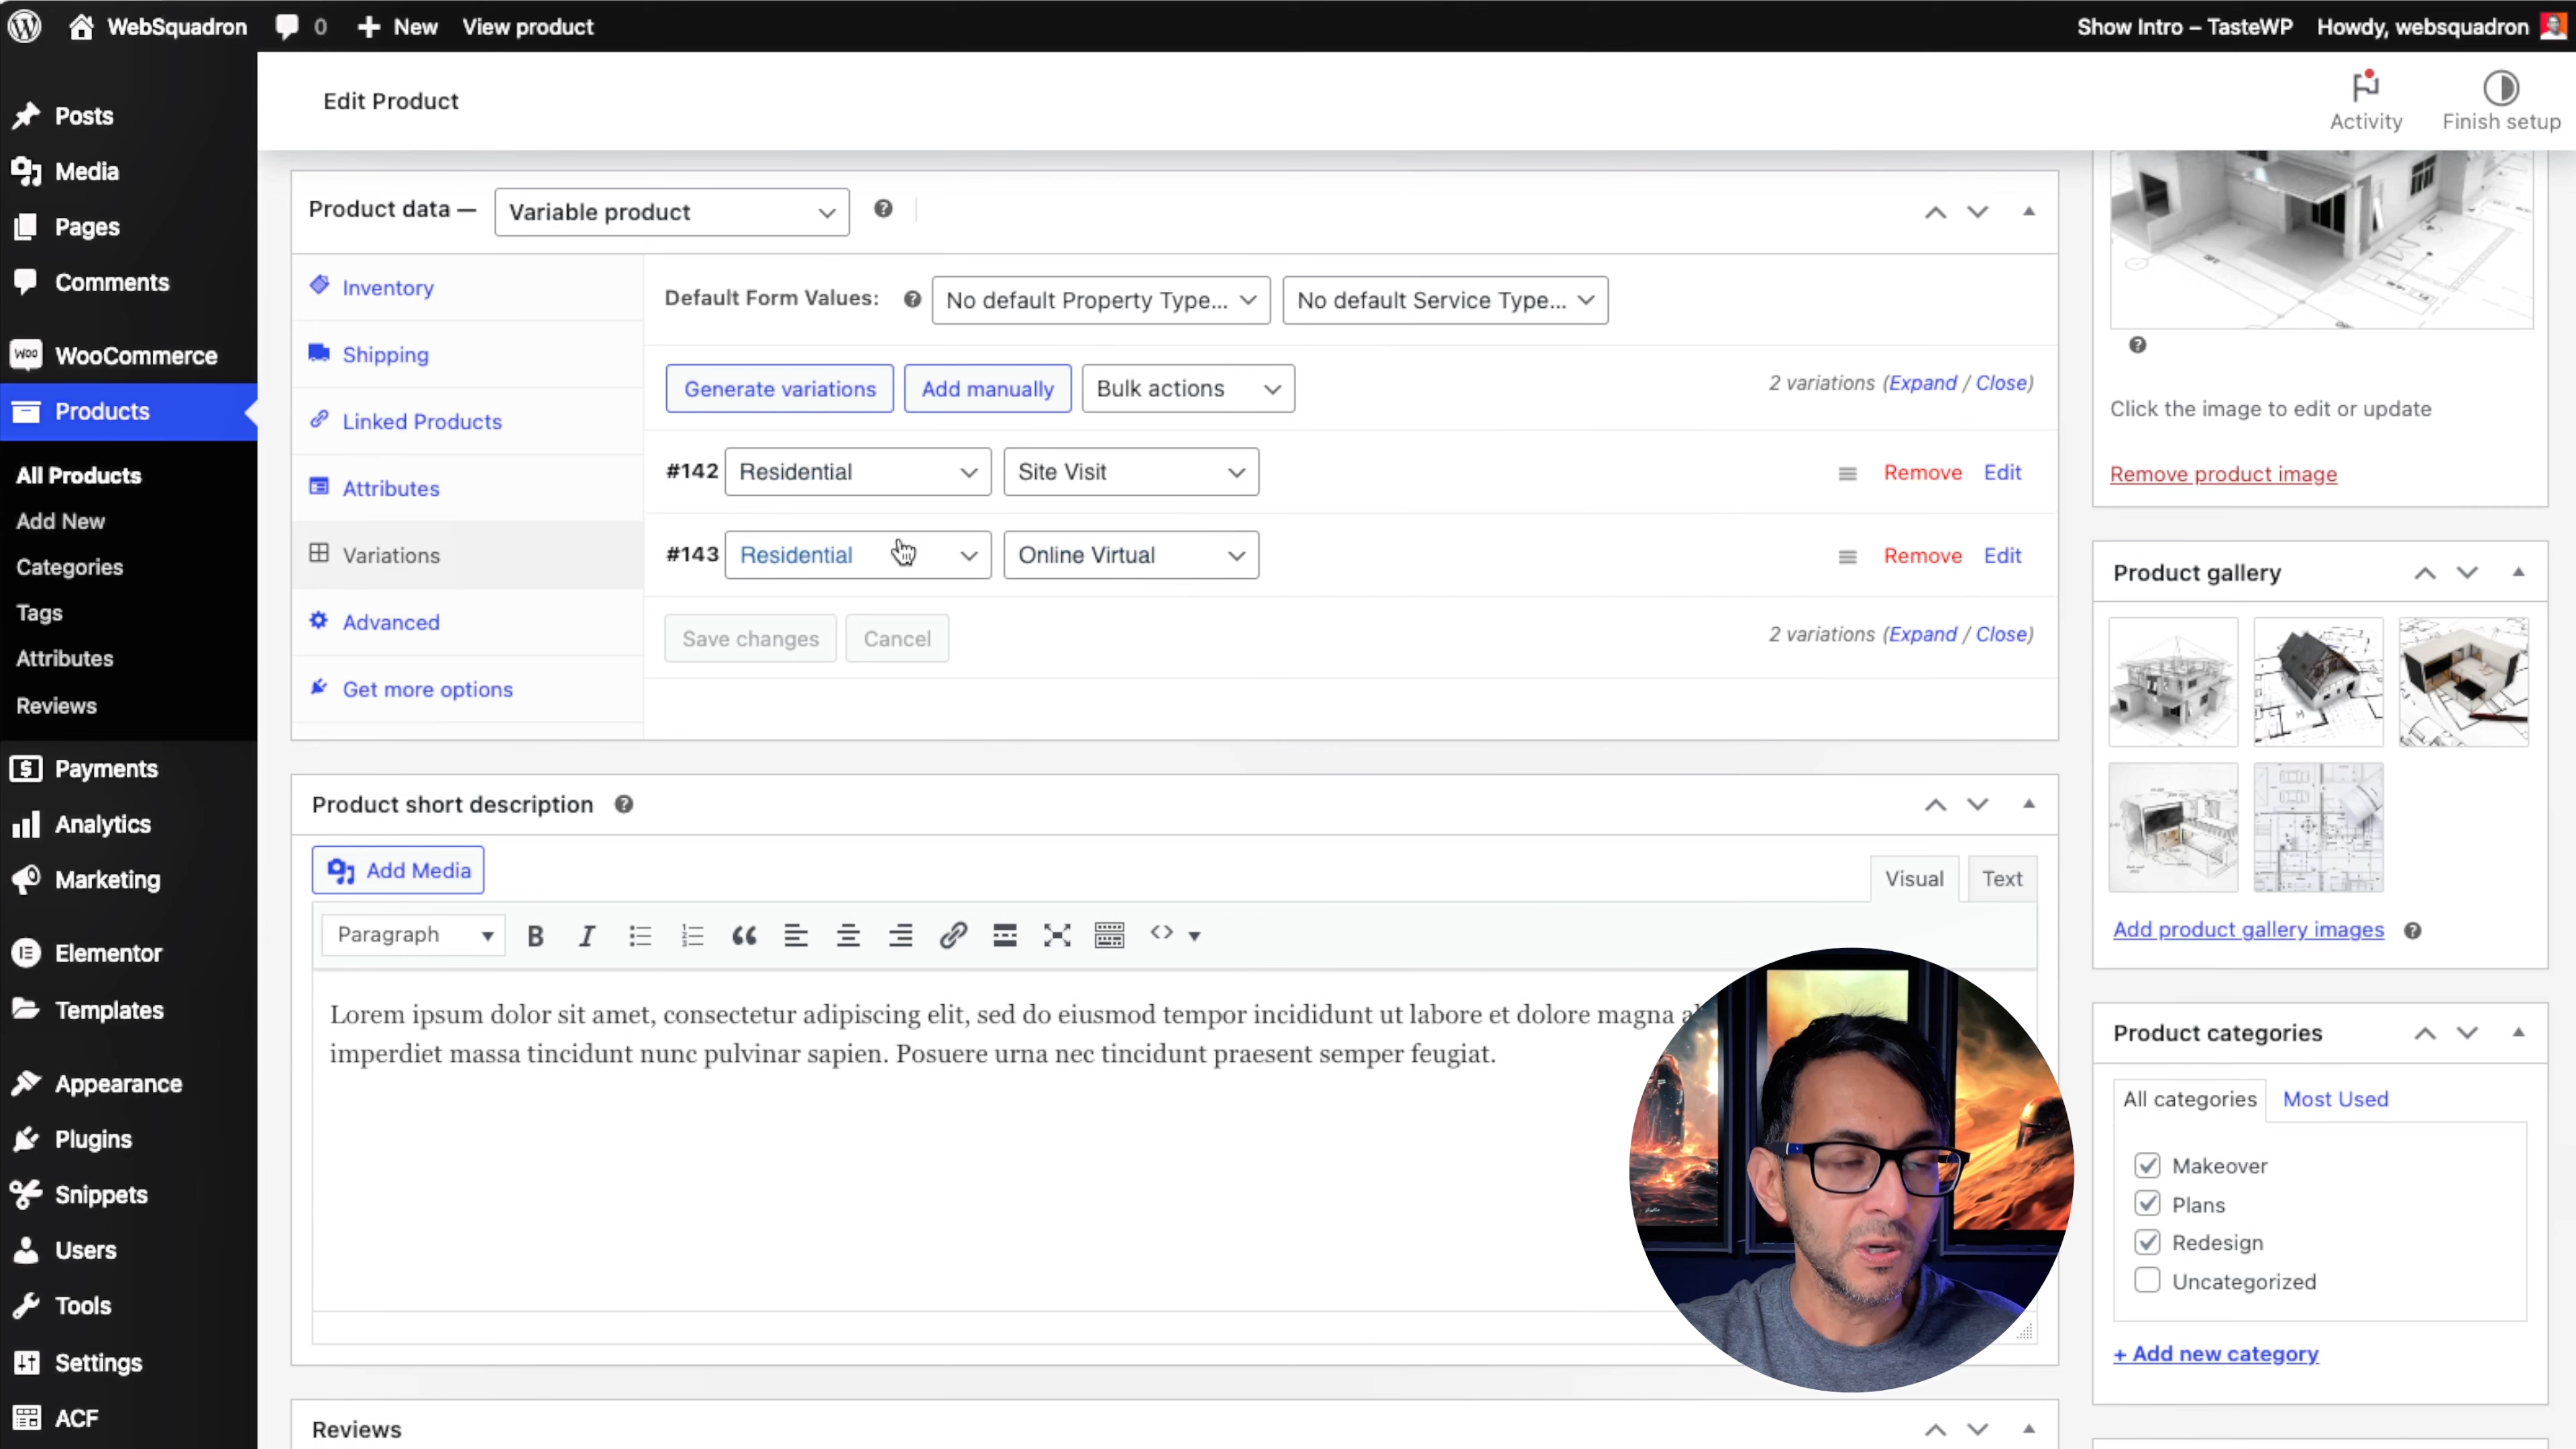 WebSquadron 0 New View product Show Intro – TasteWP Howdy, websquadron
Edit Product Activity Finish setup
Posts
Media
Pages
Comments
WooCommerce
Products
All Products
Add New
Categories
Tags
Attributes
Reviews
Payments
Analytics
Marketing
Elementor
Templates
Appearance
Plugins
Snippets
Users
Tools
Settings
ACF
Product data — Variable product
Inventory
Shipping
Linked Products
Attributes
Variations
Advanced
Get more options
Default Form Values: No default Property Type... No default Service Type...
Generate variations Add manually Bulk actions 2 variations (Expand / Close)
#142 Residential Site Visit Remove Edit
#143 Residential Online Virtual Remove Edit
Save changes Cancel 2 variations (Expand / Close)
Product short description
Add Media Visual Text
Paragraph
Lorem ipsum dolor sit amet, consectetur adipiscing elit, sed do eiusmod tempor incididunt ut labore et dolore magna
imperdiet massa tincidunt nunc pulvinar sapien. Posuere urna nec tincidunt praesent semper feugiat.
Reviews
Click the image to edit or update
Remove product image
Product gallery
Add product gallery images
Product categories
All categories Most Used
Makeover
Plans
Redesign
Uncategorized
+ Add new category